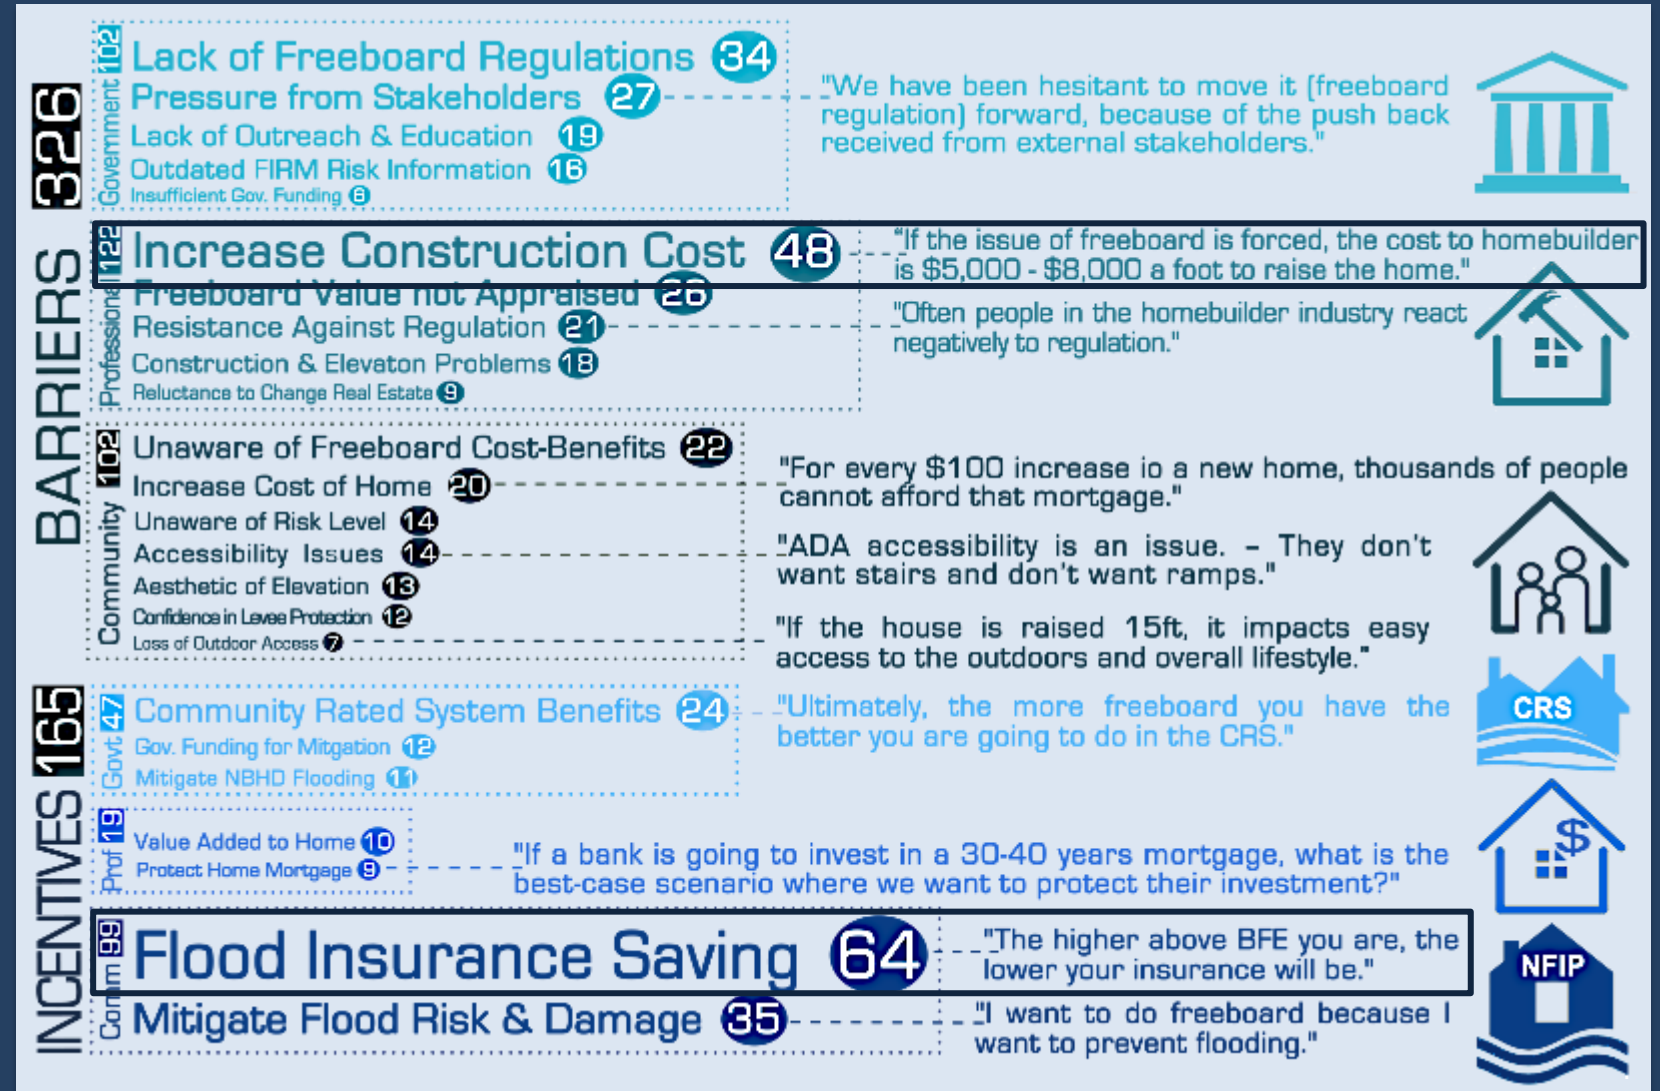 BARRIERS 326
Government 102
Lack of Freeboard Regulations 34
Pressure from Stakeholders 27
Lack of Outreach & Education 19
Outdated FIRM Risk Information 16
Insufficient Gov. Funding 6
"We have been hesitant to move it (freeboard
regulation) forward, because of the push back
received from external stakeholders."
Professional 122
Increase Construction Cost 48
Freeboard Value not Appraised 26
Resistance Against Regulation 21
Construction & Elevaton Problems 18
Reluctance to Change Real Estate 9
"If the issue of freeboard is forced, the cost to homebuilder
is $5,000 - $8,000 a foot to raise the home."
"Often people in the homebuilder industry react
negatively to regulation."
Community 102
Unaware of Freeboard Cost-Benefits 22
Increase Cost of Home 20
Unaware of Risk Level 14
Accessibility Issues 14
Aesthetic of Elevation 13
Confidence in Levee Protection 12
Loss of Outdoor Access 7
"For every $100 increase io a new home, thousands of people
cannot afford that mortgage."
"ADA accessibility is an issue. – They don't
want stairs and don't want ramps."
"If the house is raised 15ft, it impacts easy
access to the outdoors and overall lifestyle."
INCENTIVES 165
Govt 47
Community Rated System Benefits 24
Gov. Funding for Mitgation 12
Mitigate NBHD Flooding 11
"Ultimately, the more freeboard you have the
better you are going to do in the CRS."
CRS
Prof 19
Value Added to Home 10
Protect Home Mortgage 9
"If a bank is going to invest in a 30-40 years mortgage, what is the
best-case scenario where we want to protect their investment?"
$
Comm 99
Flood Insurance Saving 64
Mitigate Flood Risk & Damage 35
"The higher above BFE you are, the
lower your insurance will be."
"I want to do freeboard because I
want to prevent flooding."
NFIP